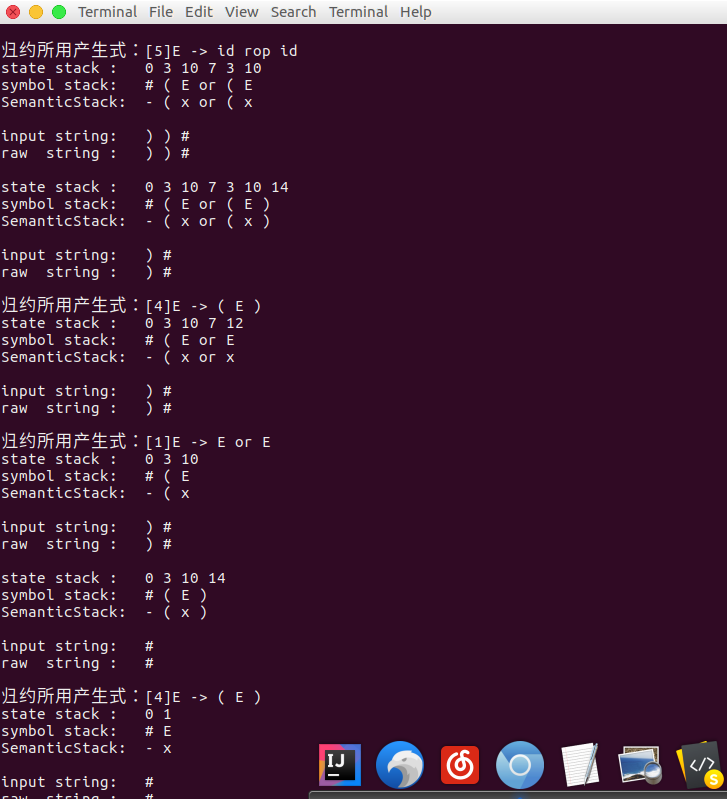 Terminal File Edit View Search Terminal Help
归约所用产生式：[5]E -> id rop id
state stack :   0 3 10 7 3 10
symbol stack:   # ( E or ( E
SemanticStack:  - ( x or ( x
input string:   ) ) #
raw  string :   ) ) #
state stack :   0 3 10 7 3 10 14
symbol stack:   # ( E or ( E )
SemanticStack:  - ( x or ( x )
input string:   ) #
raw  string :   ) #
归约所用产生式：[4]E -> ( E )
state stack :   0 3 10 7 12
symbol stack:   # ( E or E
SemanticStack:  - ( x or x
input string:   ) #
raw  string :   ) #
归约所用产生式：[1]E -> E or E
state stack :   0 3 10
symbol stack:   # ( E
SemanticStack:  - ( x
input string:   ) #
raw  string :   ) #
state stack :   0 3 10 14
symbol stack:   # ( E )
SemanticStack:  - ( x )
input string:   #
raw  string :   #
归约所用产生式：[4]E -> ( E )
state stack :   0 1
symbol stack:   # E
SemanticStack:  - x
input string:   #
raw  string :   #
IJ